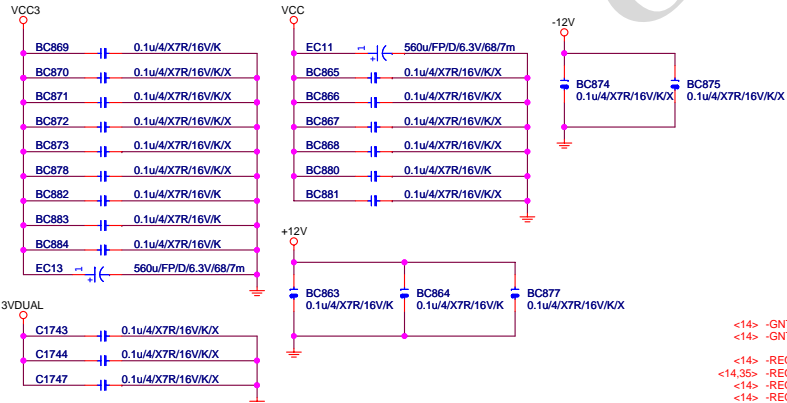 VCC3
BC869 0.1u/4/X7R/16V/K
BC870 0.1u/4/X7R/16V/K/X
BC871 0.1u/4/X7R/16V/K/X
BC872 0.1u/4/X7R/16V/K/X
BC873 0.1u/4/X7R/16V/K/X
BC878 0.1u/4/X7R/16V/K/X
BC882 0.1u/4/X7R/16V/K
BC883 0.1u/4/X7R/16V/K
BC884 0.1u/4/X7R/16V/K
EC13 1 + 560u/FP/D/6.3V/68/7m
3VDUAL
C1743 0.1u/4/X7R/16V/K/X
C1744 0.1u/4/X7R/16V/K/X
C1747 0.1u/4/X7R/16V/K/X
VCC
EC11 1 + 560u/FP/D/6.3V/68/7m
BC865 0.1u/4/X7R/16V/K/X
BC866 0.1u/4/X7R/16V/K/X
BC867 0.1u/4/X7R/16V/K/X
BC868 0.1u/4/X7R/16V/K/X
BC880 0.1u/4/X7R/16V/K
BC881 0.1u/4/X7R/16V/K/X
+12V
BC863
0.1u/4/X7R/16V/K
BC864
0.1u/4/X7R/16V/K
BC877
0.1u/4/X7R/16V/K/X
-12V
BC874
0.1u/4/X7R/16V/K/X
BC875
0.1u/4/X7R/16V/K/X
<14> -GN
<14> -GN
<14> -RE
<14,35> -RE
<14> -RE
<14> -RE